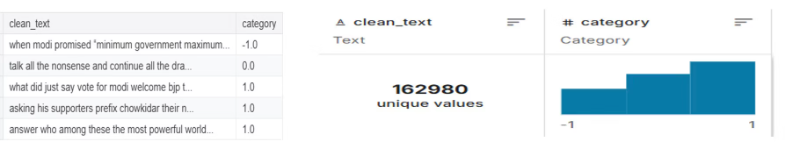 clean_text category
when modi promised “minimum government maximum... -1.0
talk all the nonsense and continue all the dra... 0.0
what did just say vote for modi welcome bjp t... 1.0
asking his supporters prefix chowkidar their n... 1.0
answer who among these the most powerful world... 1.0
A clean_text
Text
162980
unique values
# category
Category
-1 1